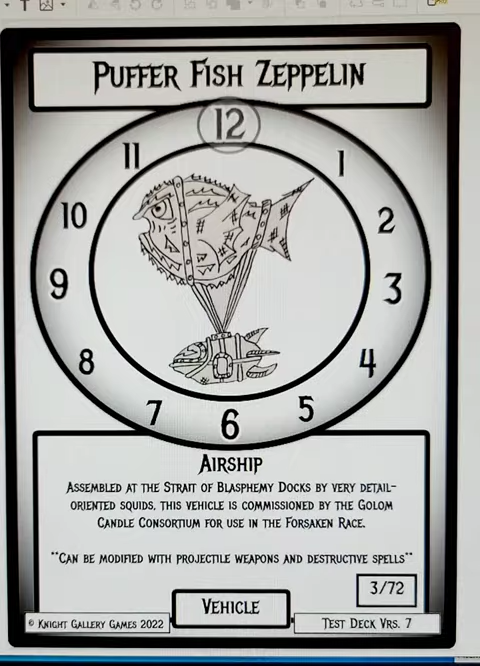 Puffer Fish Zeppelin
12
11
1
10
2
9
3
8
4
7
5
6
Airship
Assembled at the Strait of Blasphemy Docks by very detail-
oriented squids, this vehicle is commissioned by the Golom
Candle Consortium for use in the Forsaken Race.
**Can be modified with projectile weapons and destructive spells**
3/72
Vehicle
© Knight Gallery Games 2022
Test Deck Vrs. 7